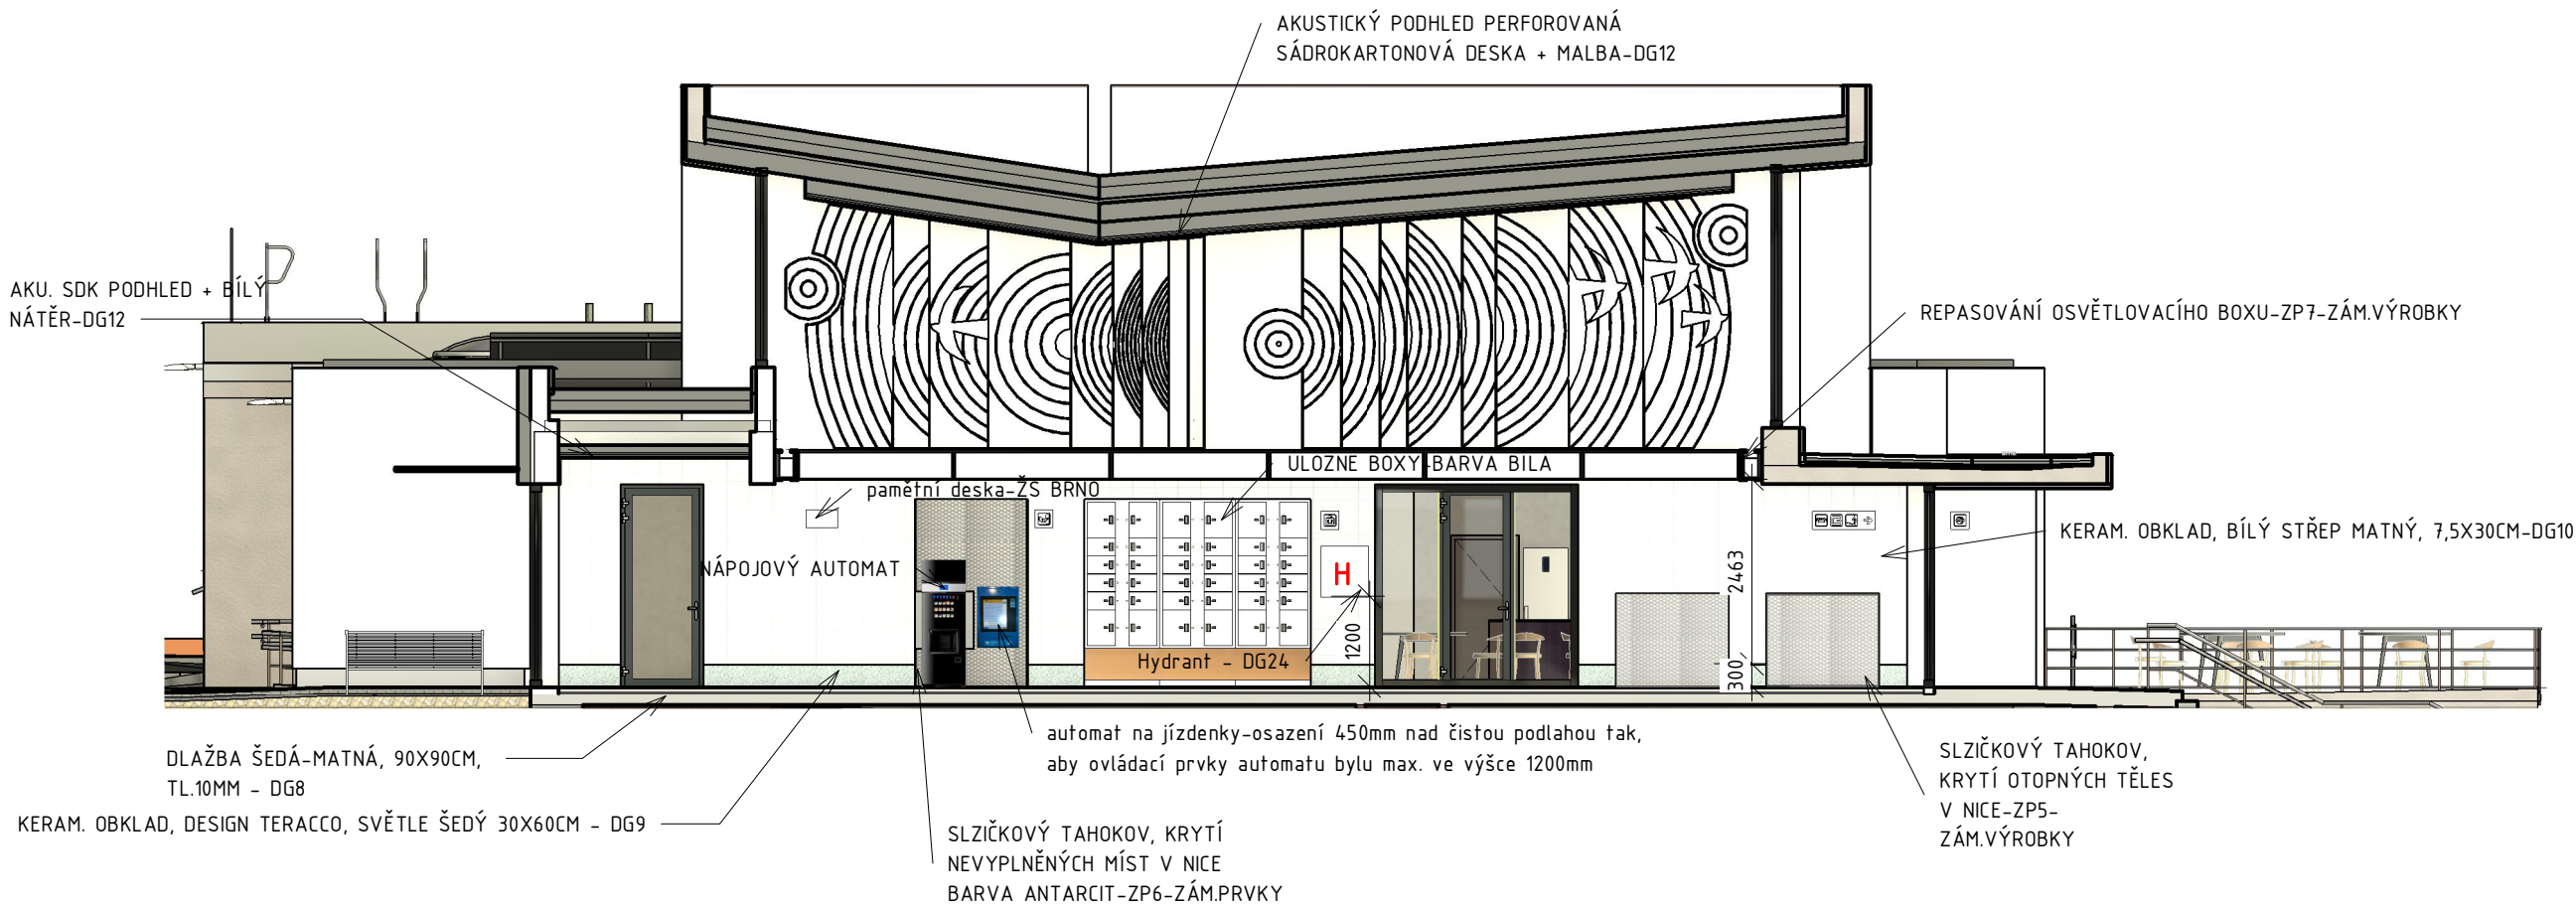 AKUSTICKÝ PODHLED PERFOROVANÁ
SÁDROKARTONOVÁ DESKA + MALBA-DG12
AKU. SDK PODHLED + BÍLÝ
NÁTĚR-DG12
REPASOVÁNÍ OSVĚTLOVACÍHO BOXU-ZP7-ZÁM.VÝROBKY
ULOZNE BOXY-BARVA BILA
pamětní deska-ŽS BRNO
KERAM. OBKLAD, BÍLÝ STŘEP MATNÝ, 7,5X30CM-DG10
NÁPOJOVÝ AUTOMAT
H
2463
1200
300
Hydrant - DG24
DLAŽBA ŠEDÁ-MATNÁ, 90X90CM,
TL.10MM - DG8
KERAM. OBKLAD, DESIGN TERACCO, SVĚTLE ŠEDÝ 30X60CM - DG9
automat na jízdenky-osazení 450mm nad čistou podlahou tak,
aby ovládací prvky automatu bylu max. ve výšce 1200mm
SLZIČKOVÝ TAHOKOV, KRYTÍ
NEVYPLNĚNÝCH MÍST V NICE
BARVA ANTARCIT-ZP6-ZÁM.PRVKY
SLZIČKOVÝ TAHOKOV,
KRYTÍ OTOPNÝCH TĚLES
V NICE-ZP5-
ZÁM.VÝROBKY